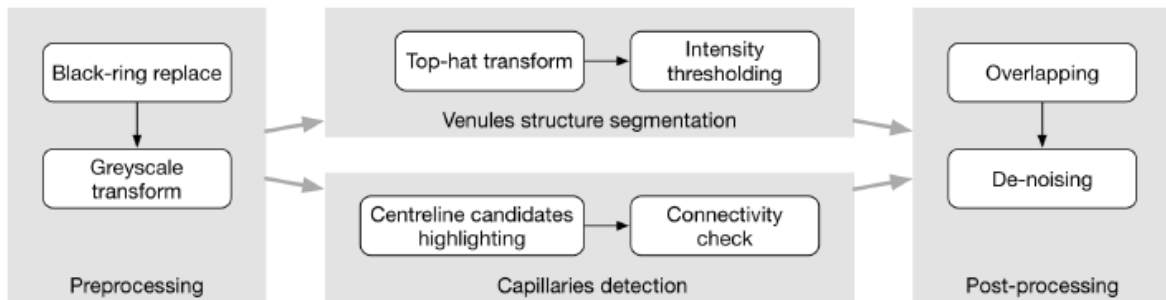 Black-ring replace
Greyscale
transform
Preprocessing
Top-hat transform
Intensity
thresholding
Venules structure segmentation
Centreline candidates
highlighting
Connectivity
check
Capillaries detection
Overlapping
De-noising
Post-processing